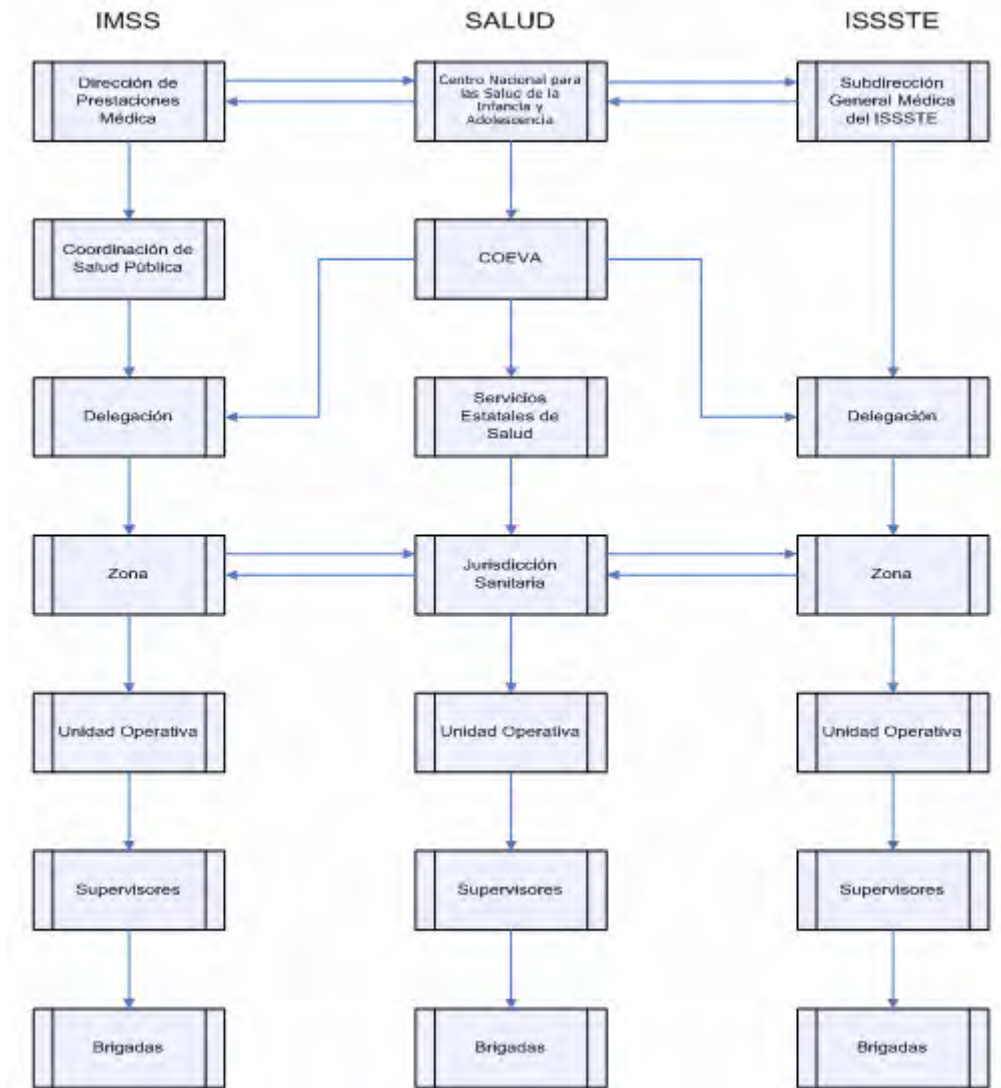 IMSS
SALUD
ISSSTE
Dirección de
Prestaciones
Médica
Centro Nacional para
las Salud de la
Infancia y
Adolescencia
Subdirección
General Médica
del ISSSTE
Coordinación de
Salud Pública
COEVA
Delegación
Servicios
Estatales de
Salud
Delegación
Zona
Jurisdicción
Sanitaria
Zona
Unidad Operativa
Unidad Operativa
Unidad Operativa
Supervisores
Supervisores
Supervisores
Brigadas
Brigadas
Brigadas